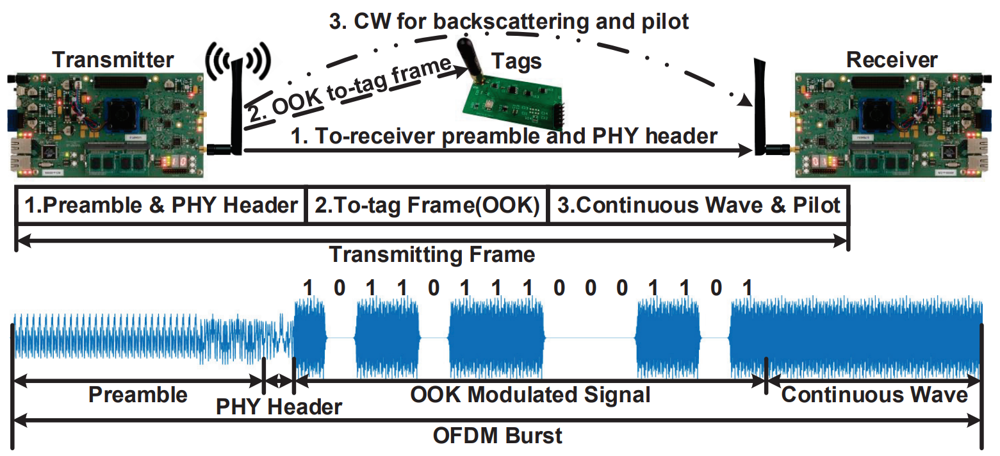 3. CW for backscattering and pilot
Transmitter
Tags
Receiver
2. OOK to-tag frame
1. To-receiver preamble and PHY header
1.Preamble & PHY Header
2.To-tag Frame(OOK)
3.Continuous Wave & Pilot
Transmitting Frame
1 0 1 1 0 1 1 1 0 0 0 1 1 0 1
Preamble
PHY Header
OOK Modulated Signal
Continuous Wave
OFDM Burst